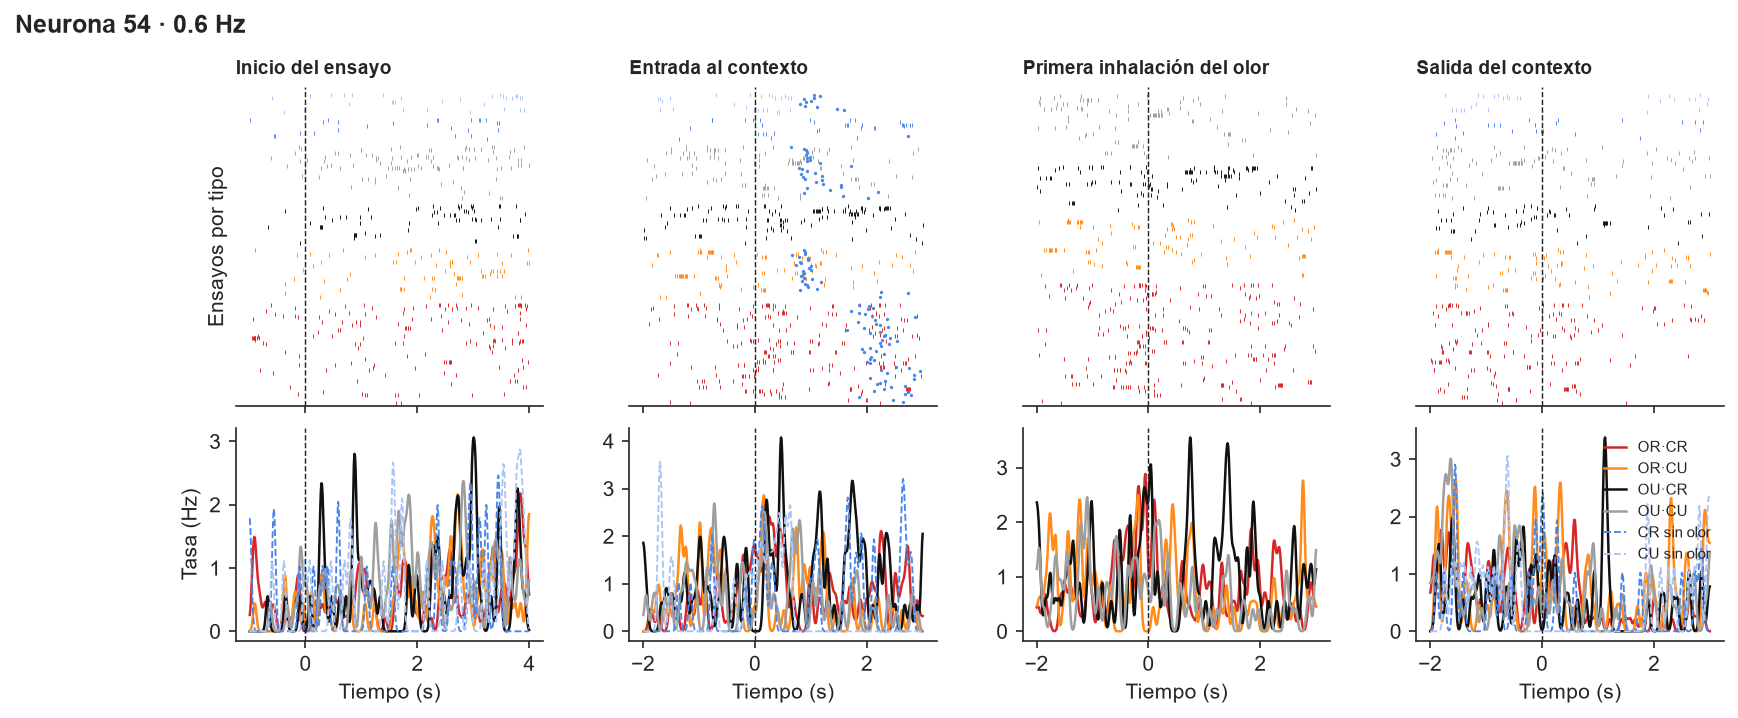 Neurona 54 · 0.6 Hz
Inicio del ensayo
Entrada al contexto
Primera inhalación del olor
Salida del contexto
Ensayos por tipo
Tasa (Hz)
3
2
1
0
0
2
4
Tiempo (s)
4
3
2
1
0
−2
0
2
Tiempo (s)
3
2
1
0
−2
0
2
Tiempo (s)
3
2
1
0
−2
0
2
Tiempo (s)
OR·CR
OR·CU
OU·CR
OU·CU
CR sin olor
CU sin olor